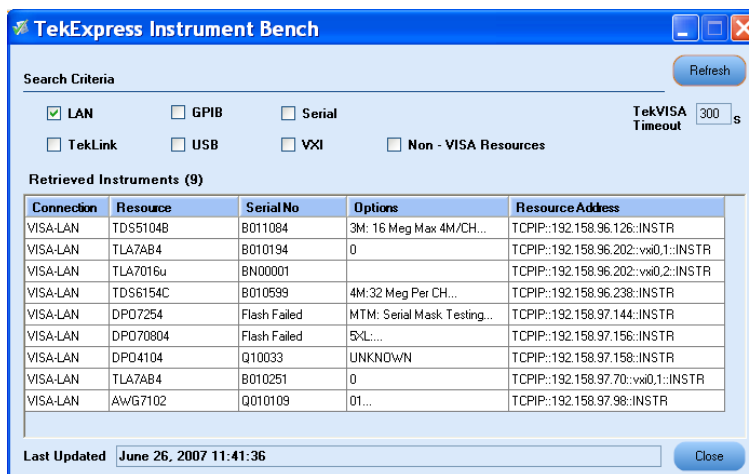 TekExpress Instrument Bench
Refresh
Search Criteria
LAN GPIB Serial TekVISA Timeout 300 s
TekLink USB VXI Non - VISA Resources
Retrieved Instruments (9)
Connection Resource Serial No Options Resource Address
VISA-LAN TDS5104B B011084 3M: 16 Meg Max 4M/CH... TCPIP::192.158.96.126::INSTR
VISA-LAN TLA7AB4 B010194 0 TCPIP::192.158.96.202::vxi0,1::INSTR
VISA-LAN TLA7016u BN00001 TCPIP::192.158.96.202::vxi0,2::INSTR
VISA-LAN TDS6154C B010599 4M:32 Meg Per CH... TCPIP::192.158.96.238::INSTR
VISA-LAN DPO7254 Flash Failed MTM: Serial Mask Testing... TCPIP::192.158.97.144::INSTR
VISA-LAN DPO70804 Flash Failed 5XL:... TCPIP::192.158.97.156::INSTR
VISA-LAN DPO4104 Q10033 UNKNOWN TCPIP::192.158.97.158::INSTR
VISA-LAN TLA7AB4 B010251 0 TCPIP::192.158.97.70::vxi0,1::INSTR
VISA-LAN AWG7102 Q010109 01... TCPIP::192.158.97.98::INSTR
Last Updated June 26, 2007 11:41:36 Close